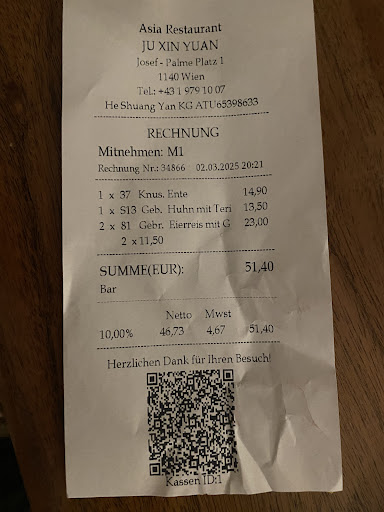 Asia Restaurant
JU XIN YUAN
Josef - Palme Platz 1
1140 Wien
Tel.: +43 1 979 10 07
He Shuang Yan KG ATU65398633
RECHNUNG
Mitnehmen: M1
Rechnung Nr.: 34866 02.03.2025 20:21
1 x 37 Knus. Ente 14,90
1 x S13 Geb. Huhn mit Teri 13,50
2 x 81 Gebr. Eierreis mit G 23,00
2 x 11,50
SUMME(EUR): 51,40
Bar
Netto Mwst
10,00% 46,73 4,67 51,40
Herzlichen Dank für Ihren Besuch!
Kassen ID:1